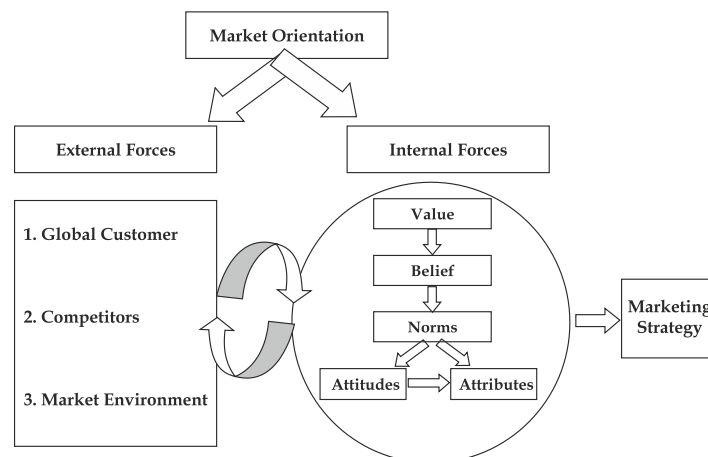 Market Orientation
External Forces
Internal Forces
1. Global Customer
2. Competitors
3. Market Environment
Value
Belief
Norms
Attitudes
Attributes
Marketing
Strategy